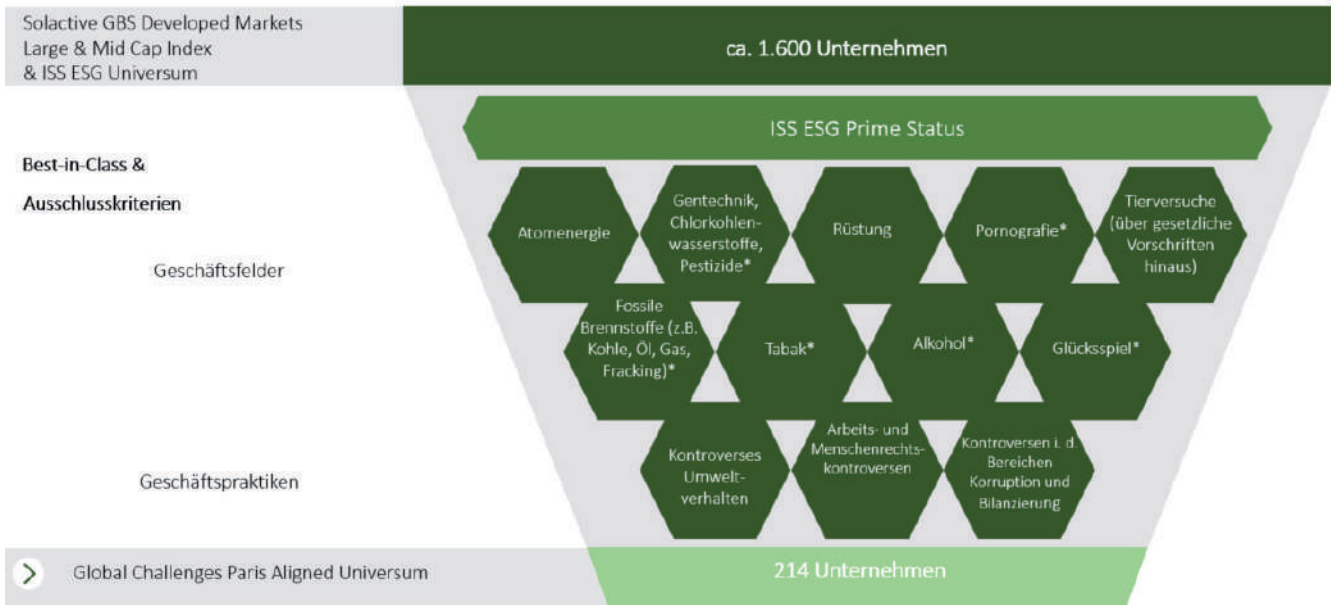 Solactive GBS Developed Markets
Large & Mid Cap Index
& ISS ESG Universum
ca. 1.600 Unternehmen
ISS ESG Prime Status
Best-in-Class &
Ausschlusskriterien
Geschäftsfelder
Atomenergie
Gentechnik,
Chlorkohlen-
wasserstoffe,
Pestizide*
Rüstung
Pornografie*
Tierversuche
(über gesetzliche
Vorschriften
hinaus)
Fossile
Brennstoffe (z.B.
Kohle, Öl, Gas,
Fracking)*
Tabak*
Alkohol*
Glücksspiel*
Geschäftspraktiken
Kontroverses
Umwelt-
verhalten
Arbeits- und
Menschenrechts-
kontroversen
Kontroversen i. d.
Bereichen
Korruption und
Bilanzierung
Global Challenges Paris Aligned Universum
214 Unternehmen